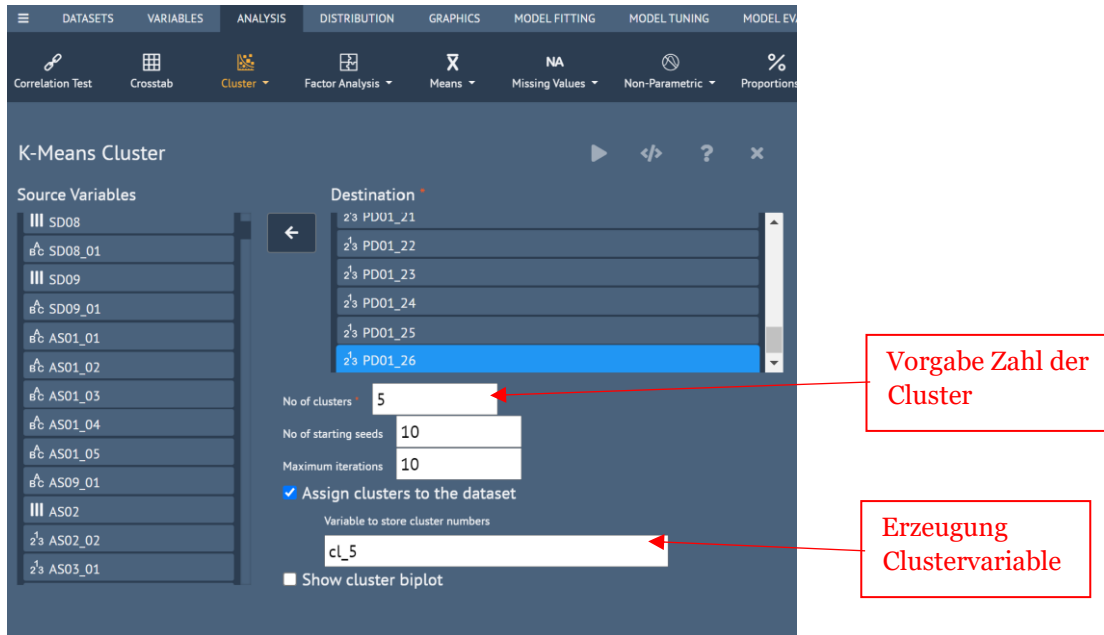 DATASETS VARIABLES ANALYSIS DISTRIBUTION GRAPHICS MODEL FITTING MODEL TUNING MODEL EV
Correlation Test Crosstab Cluster Factor Analysis Means NA Missing Values Non-Parametric Proportions
K-Means Cluster
Source Variables
SD08
SD08_01
SD09
SD09_01
AS01_01
AS01_02
AS01_03
AS01_04
AS01_05
AS09_01
AS02
AS02_02
AS03_01
Destination *
PD01_21
PD01_22
PD01_23
PD01_24
PD01_25
PD01_26
No of clusters * 5
No of starting seeds 10
Maximum iterations 10
Assign clusters to the dataset
Variable to store cluster numbers
cl_5
Show cluster biplot
Vorgabe Zahl der
Cluster
Erzeugung
Clustervariable